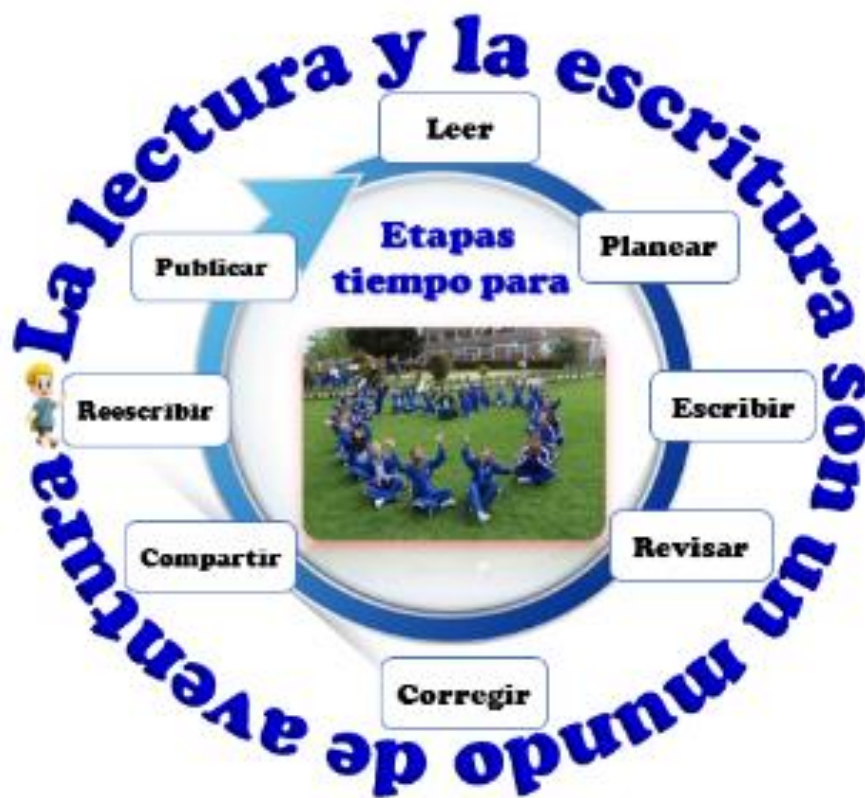 La lectura y la escritura son un mundo de aventura
Etapas
tiempo para
Leer
Planear
Escribir
Revisar
Corregir
Compartir
Reescribir
Publicar